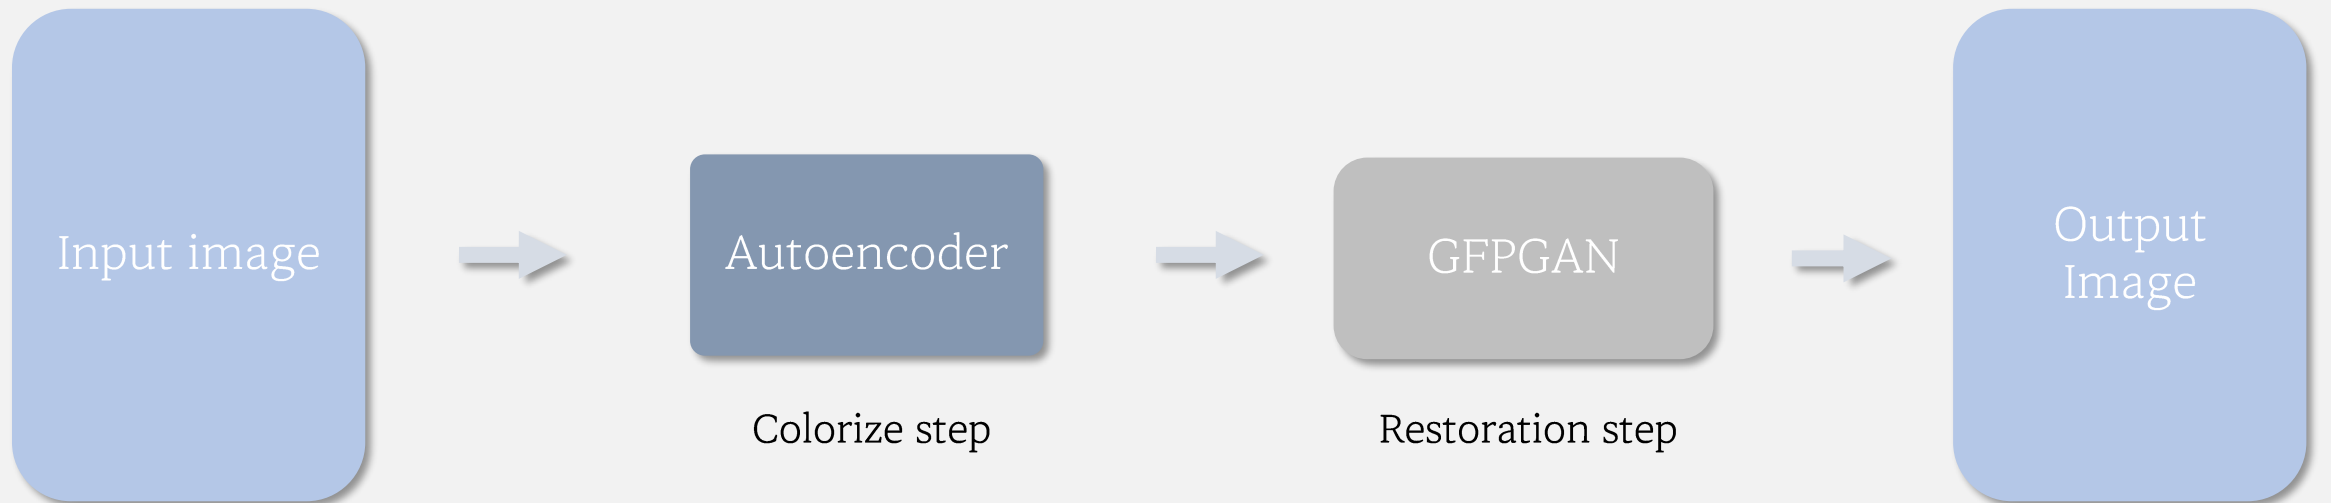 Input image
Autoencoder
Colorize step
GFPGAN
Restoration step
Output
Image